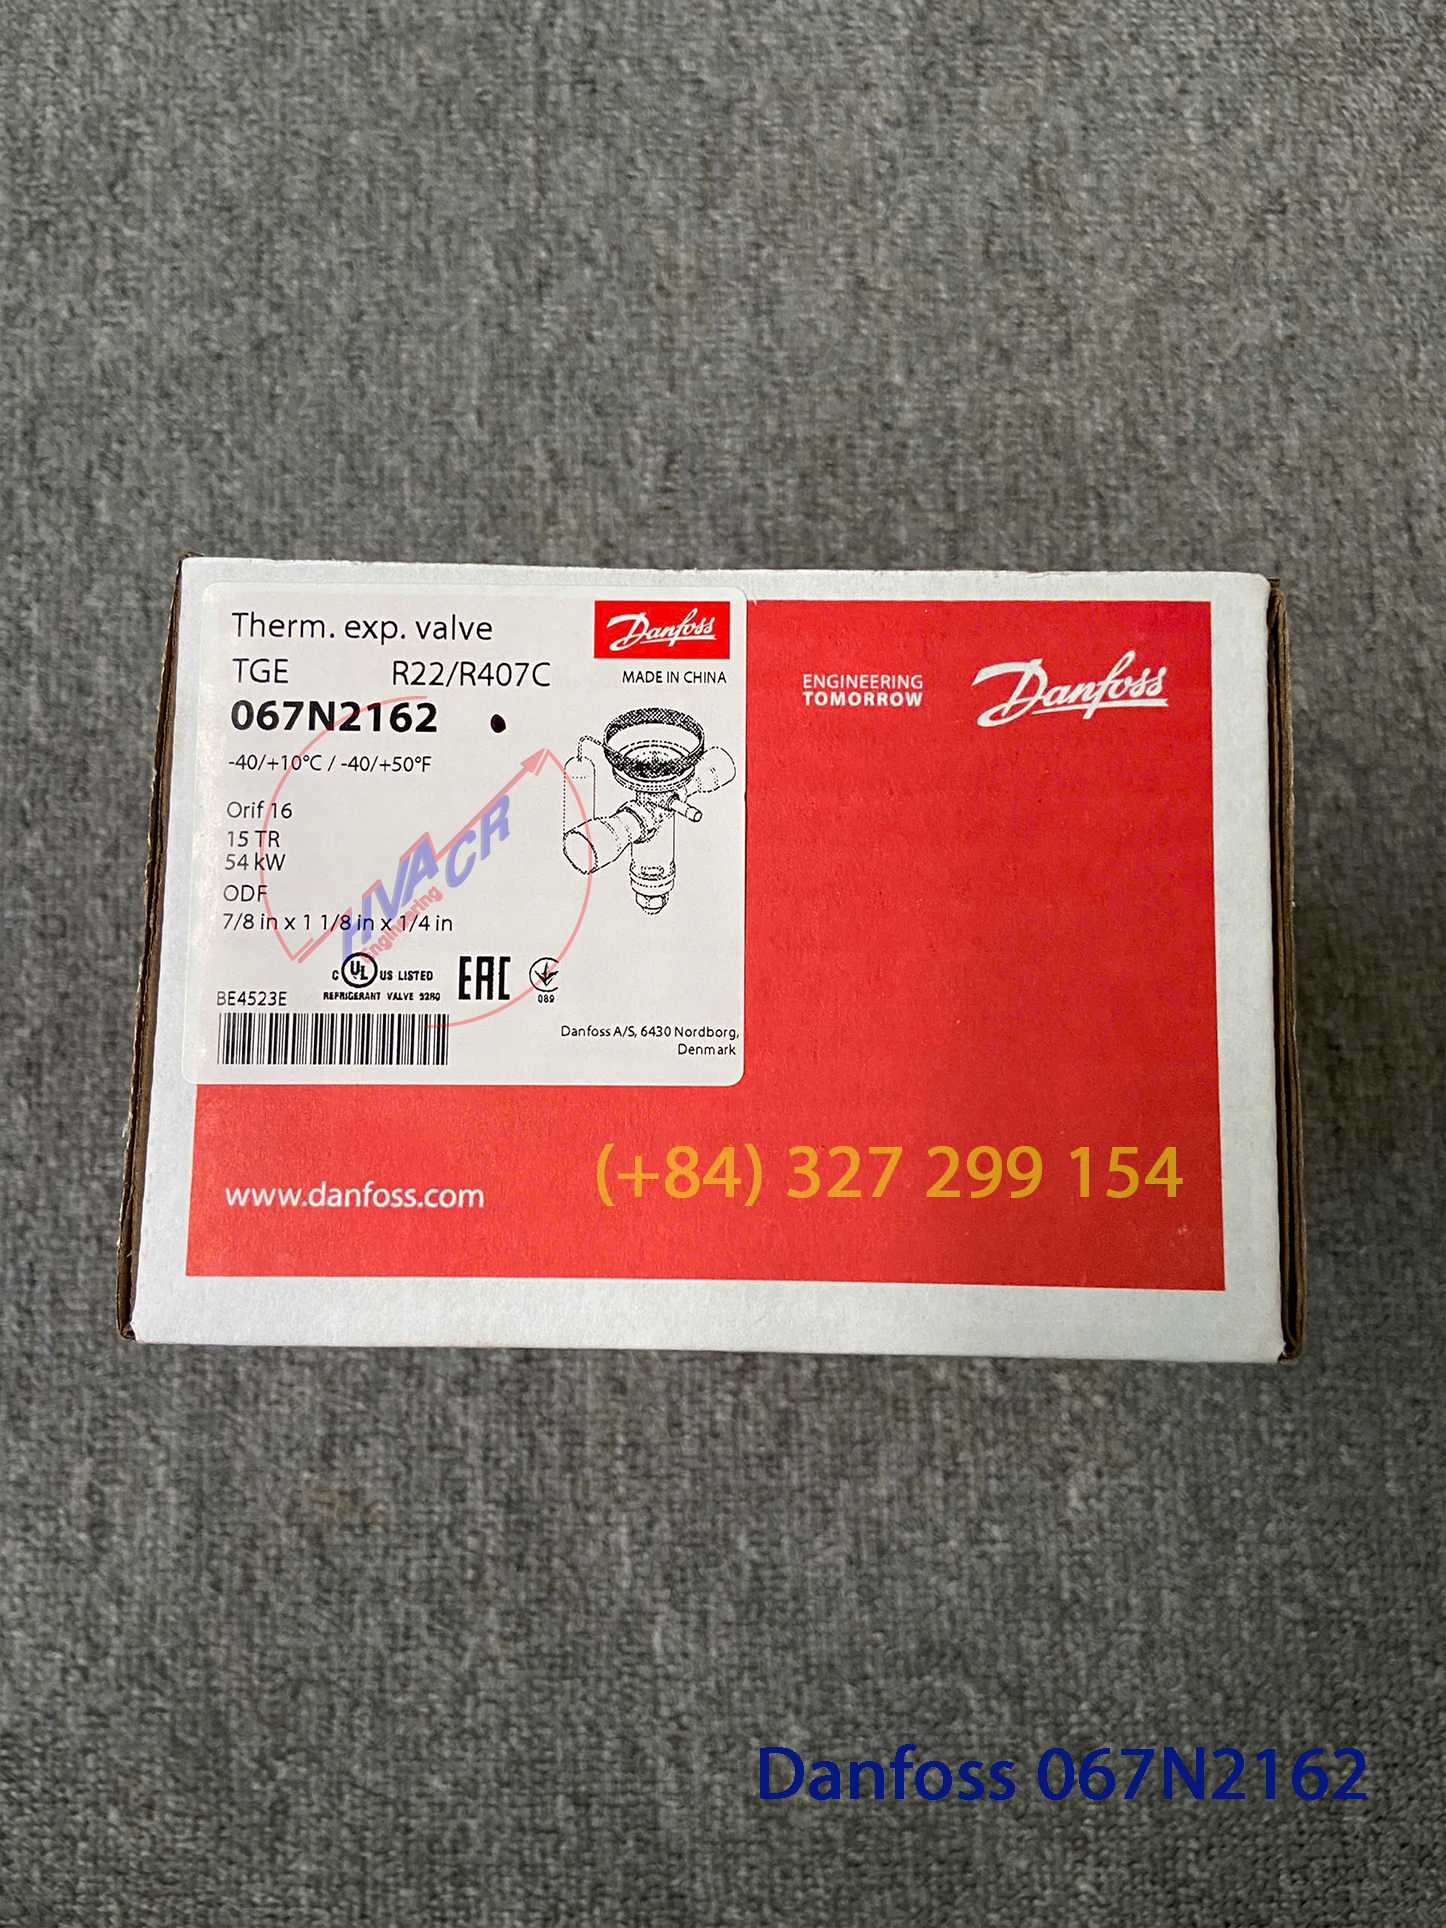 Therm. exp. valve
Danfoss
TGE R22/R407C
MADE IN CHINA
067N2162
-40/+10°C / -40/+50°F
Orif 16
15 TR
54 kW
ODF
7/8 in x 1 1/8 in x 1/4 in
HVACR
Engineering
C UL US LISTED
REFRIGERANT VALVE
EAC
089
BE4523E
Danfoss A/S, 6430 Nordborg,
Denmark
ENGINEERING
TOMORROW
Danfoss
www.danfoss.com
(+84) 327 299 154
Danfoss 067N2162